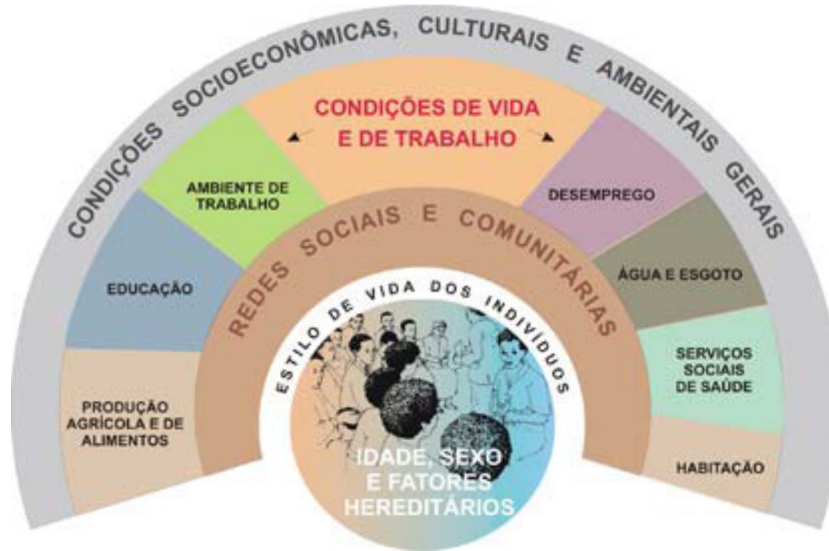 CONDIÇÕES SOCIOECONÔMICAS, CULTURAIS E AMBIENTAIS GERAIS
CONDIÇÕES DE VIDA
E DE TRABALHO
AMBIENTE DE
TRABALHO
DESEMPREGO
EDUCAÇÃO
ÁGUA E ESGOTO
PRODUÇÃO
AGRÍCOLA E DE
ALIMENTOS
SERVIÇOS
SOCIAIS
DE SAÚDE
HABITAÇÃO
REDES SOCIAIS E COMUNITÁRIAS
ESTILO DE VIDA DOS INDIVÍDUOS
IDADE, SEXO
E FATORES
HEREDITÁRIOS